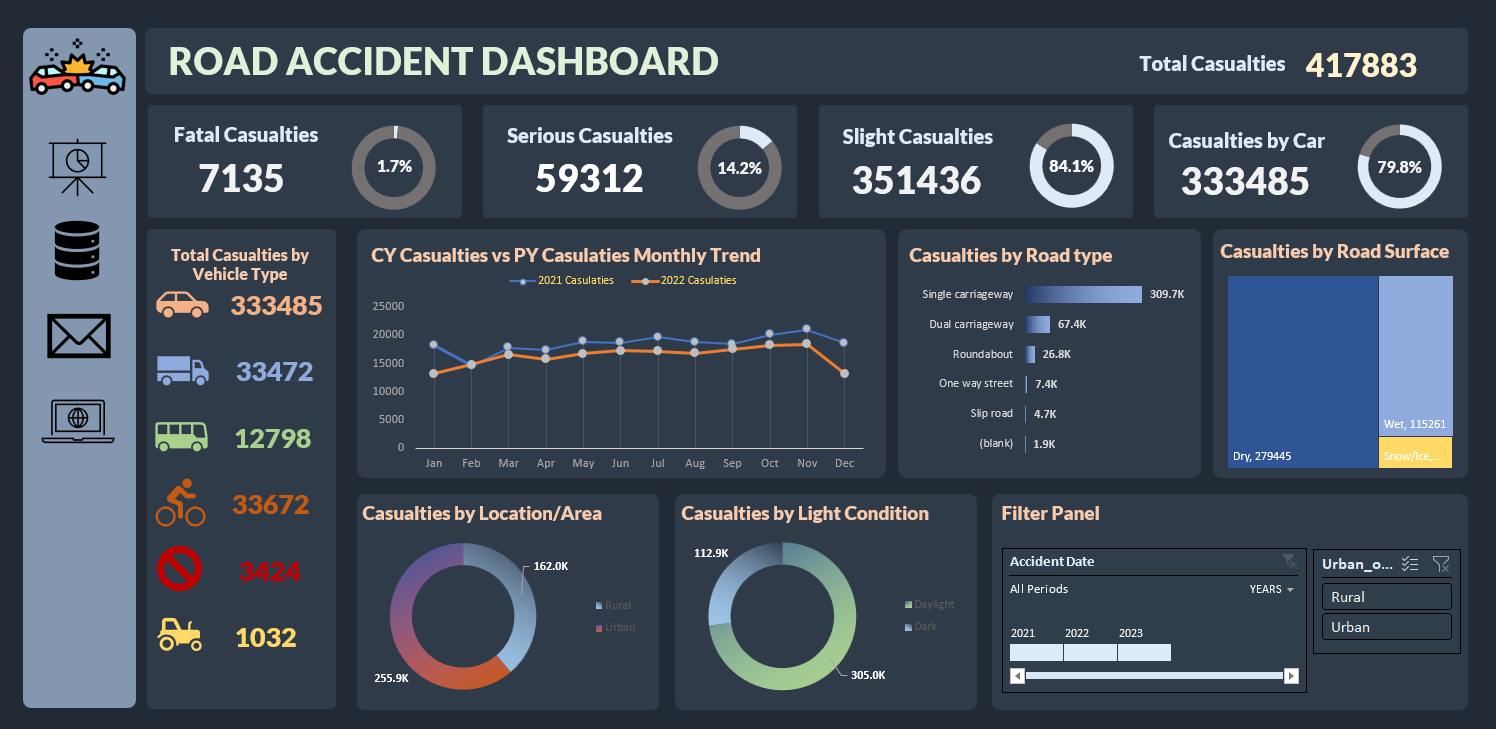 ROAD ACCIDENT DASHBOARD
Total Casualties 417883
Fatal Casualties
7135
1.7%
Serious Casualties
59312
14.2%
Slight Casualties
351436
84.1%
Casualties by Car
333485
79.8%
Total Casualties by
Vehicle Type
333485
33472
12798
33672
3424
1032
CY Casualties vs PY Casulaties Monthly Trend
2021 Casulaties
2022 Casulaties
25000
20000
15000
10000
5000
0
Jan Feb Mar Apr May Jun Jul Aug Sep Oct Nov Dec
Casualties by Road type
Single carriageway 309.7K
Dual carriageway 67.4K
Roundabout 26.8K
One way street 7.4K
Slip road 4.7K
(blank) 1.9K
Casualties by Road Surface
Dry, 279445
Wet, 115261
Snow/Ice,...
Casualties by Location/Area
162.0K
255.9K
Rural
Urban
Casualties by Light Condition
112.9K
305.0K
Daylight
Dark
Filter Panel
Accident Date
All Periods YEARS
2021 2022 2023
Urban_o...
Rural
Urban